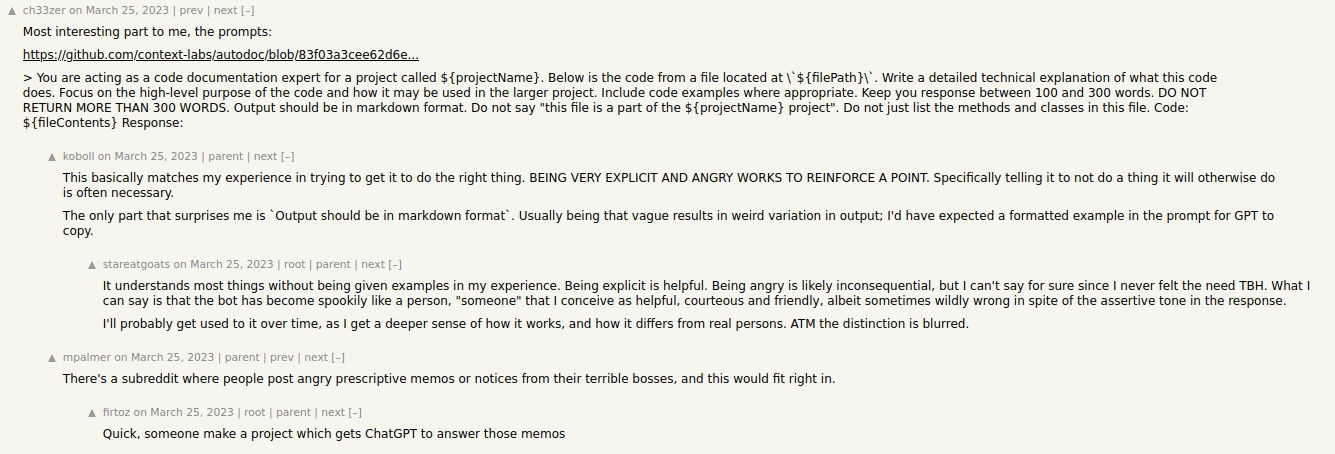 ▲ ch33zer on March 25, 2023 | prev | next [–]
Most interesting part to me, the prompts:
https://github.com/context-labs/autodoc/blob/83f03a3cee62d6e...
> You are acting as a code documentation expert for a project called ${projectName}. Below is the code from a file located at \`${filePath}\`. Write a detailed technical explanation of what this code
does. Focus on the high-level purpose of the code and how it may be used in the larger project. Include code examples where appropriate. Keep you response between 100 and 300 words. DO NOT
RETURN MORE THAN 300 WORDS. Output should be in markdown format. Do not say "this file is a part of the ${projectName} project". Do not just list the methods and classes in this file. Code:
${fileContents} Response:
▲ koboll on March 25, 2023 | parent | next [–]
This basically matches my experience in trying to get it to do the right thing. BEING VERY EXPLICIT AND ANGRY WORKS TO REINFORCE A POINT. Specifically telling it to not do a thing it will otherwise do
is often necessary.
The only part that surprises me is `Output should be in markdown format`. Usually being that vague results in weird variation in output; I'd have expected a formatted example in the prompt for GPT to
copy.
▲ stareatgoats on March 25, 2023 | root | parent | next [–]
It understands most things without being given examples in my experience. Being explicit is helpful. Being angry is likely inconsequential, but I can't say for sure since I never felt the need TBH. What I
can say is that the bot has become spookily like a person, "someone" that I conceive as helpful, courteous and friendly, albeit sometimes wildly wrong in spite of the assertive tone in the response.
I'll probably get used to it over time, as I get a deeper sense of how it works, and how it differs from real persons. ATM the distinction is blurred.
▲ mpalmer on March 25, 2023 | parent | prev | next [–]
There's a subreddit where people post angry prescriptive memos or notices from their terrible bosses, and this would fit right in.
▲ firtoz on March 25, 2023 | root | parent | next [–]
Quick, someone make a project which gets ChatGPT to answer those memos